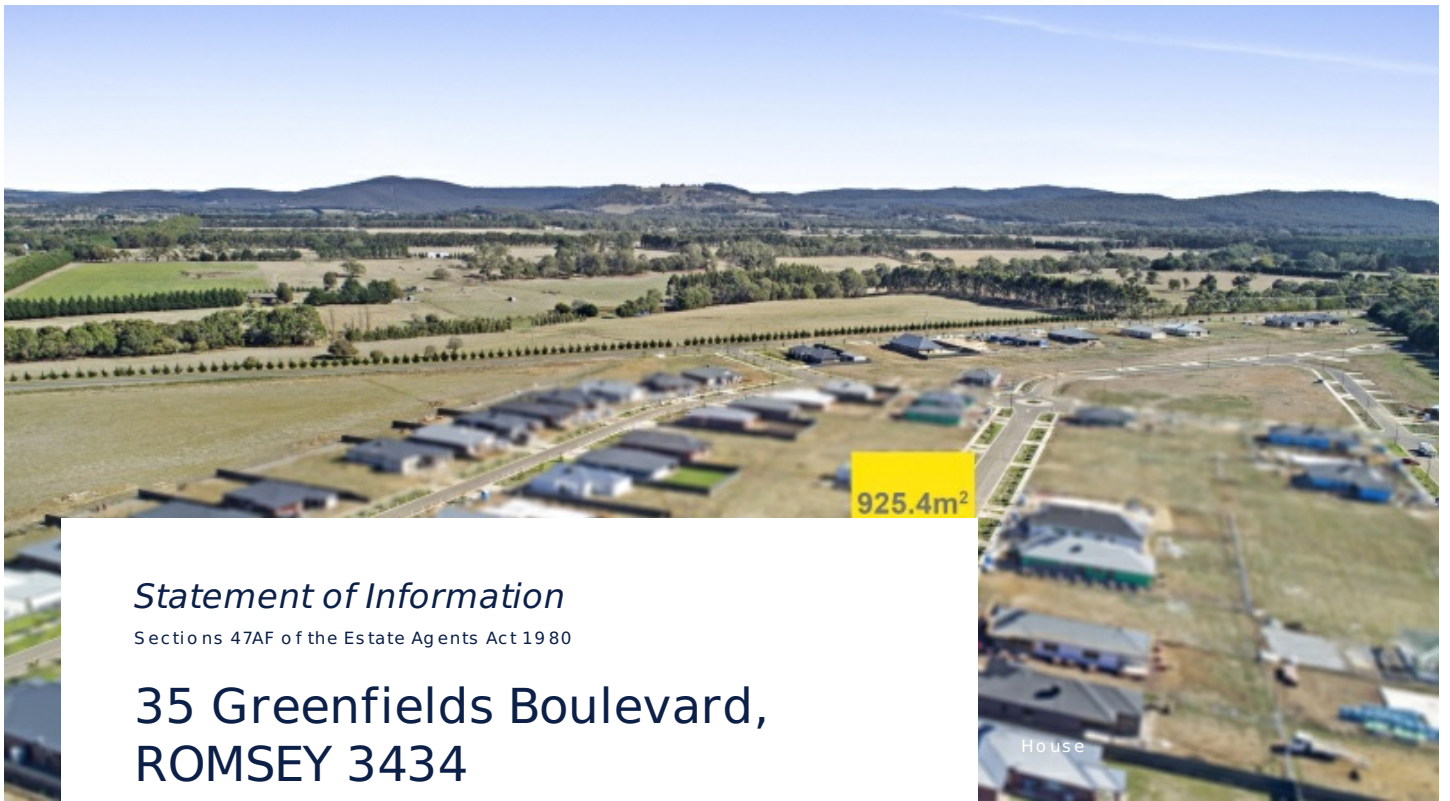 925.4m²
Statement of Information
Sections 47AF of the Estate Agents Act 1980
35 Greenfields Boulevard,
ROMSEY 3434
House